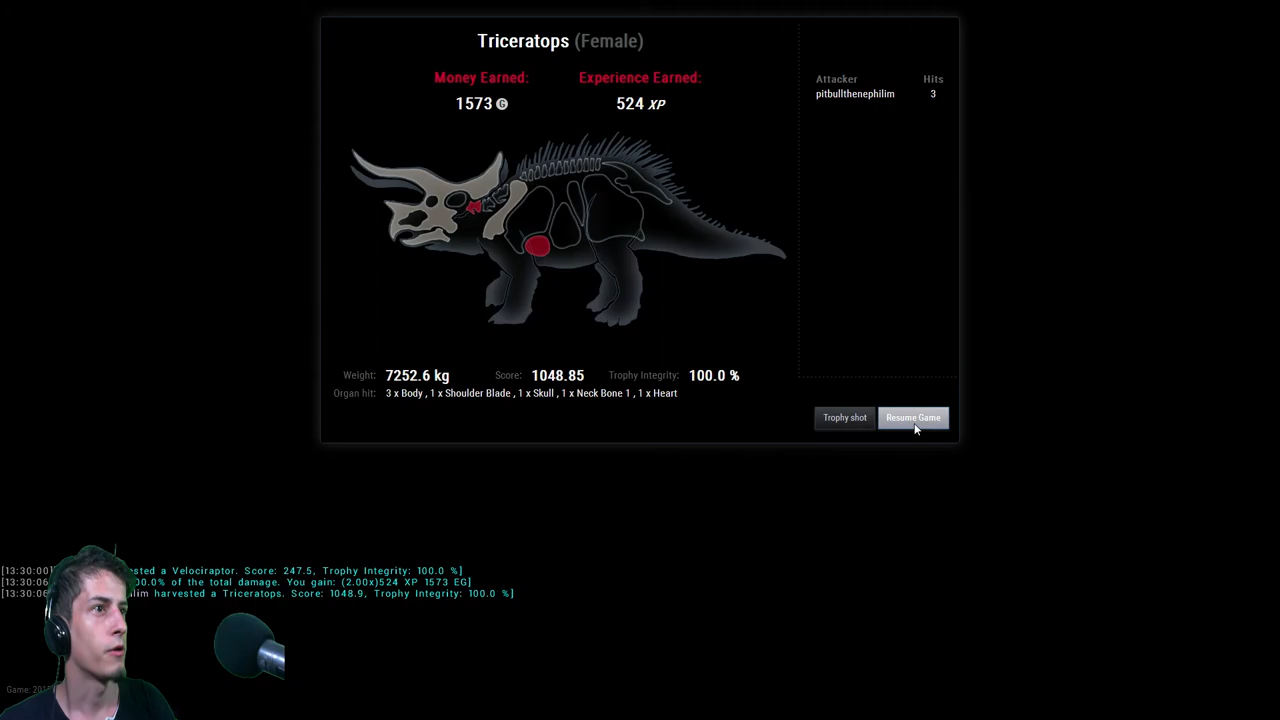 Triceratops (Female)
Money Earned: Experience Earned:
1573 G 524 XP
Attacker Hits
pitbullthenephilim 3
Weight: 7252.6 kg Score: 1048.85 Trophy Integrity: 100.0 %
Organ hit: 3 x Body , 1 x Shoulder Blade , 1 x Skull , 1 x Neck Bone 1 , 1 x Heart
Trophy shot Resume Game
[13:30:00] a Velociraptor. Score: 247.5, Trophy Integrity: 100.0 %]
[13:30:06 of the total damage. You gain: (2.00x)524 XP 1573 EG]
[13:30:06 harvested a Triceratops. Score: 1048.9, Trophy Integrity: 100.0 %]
Game: